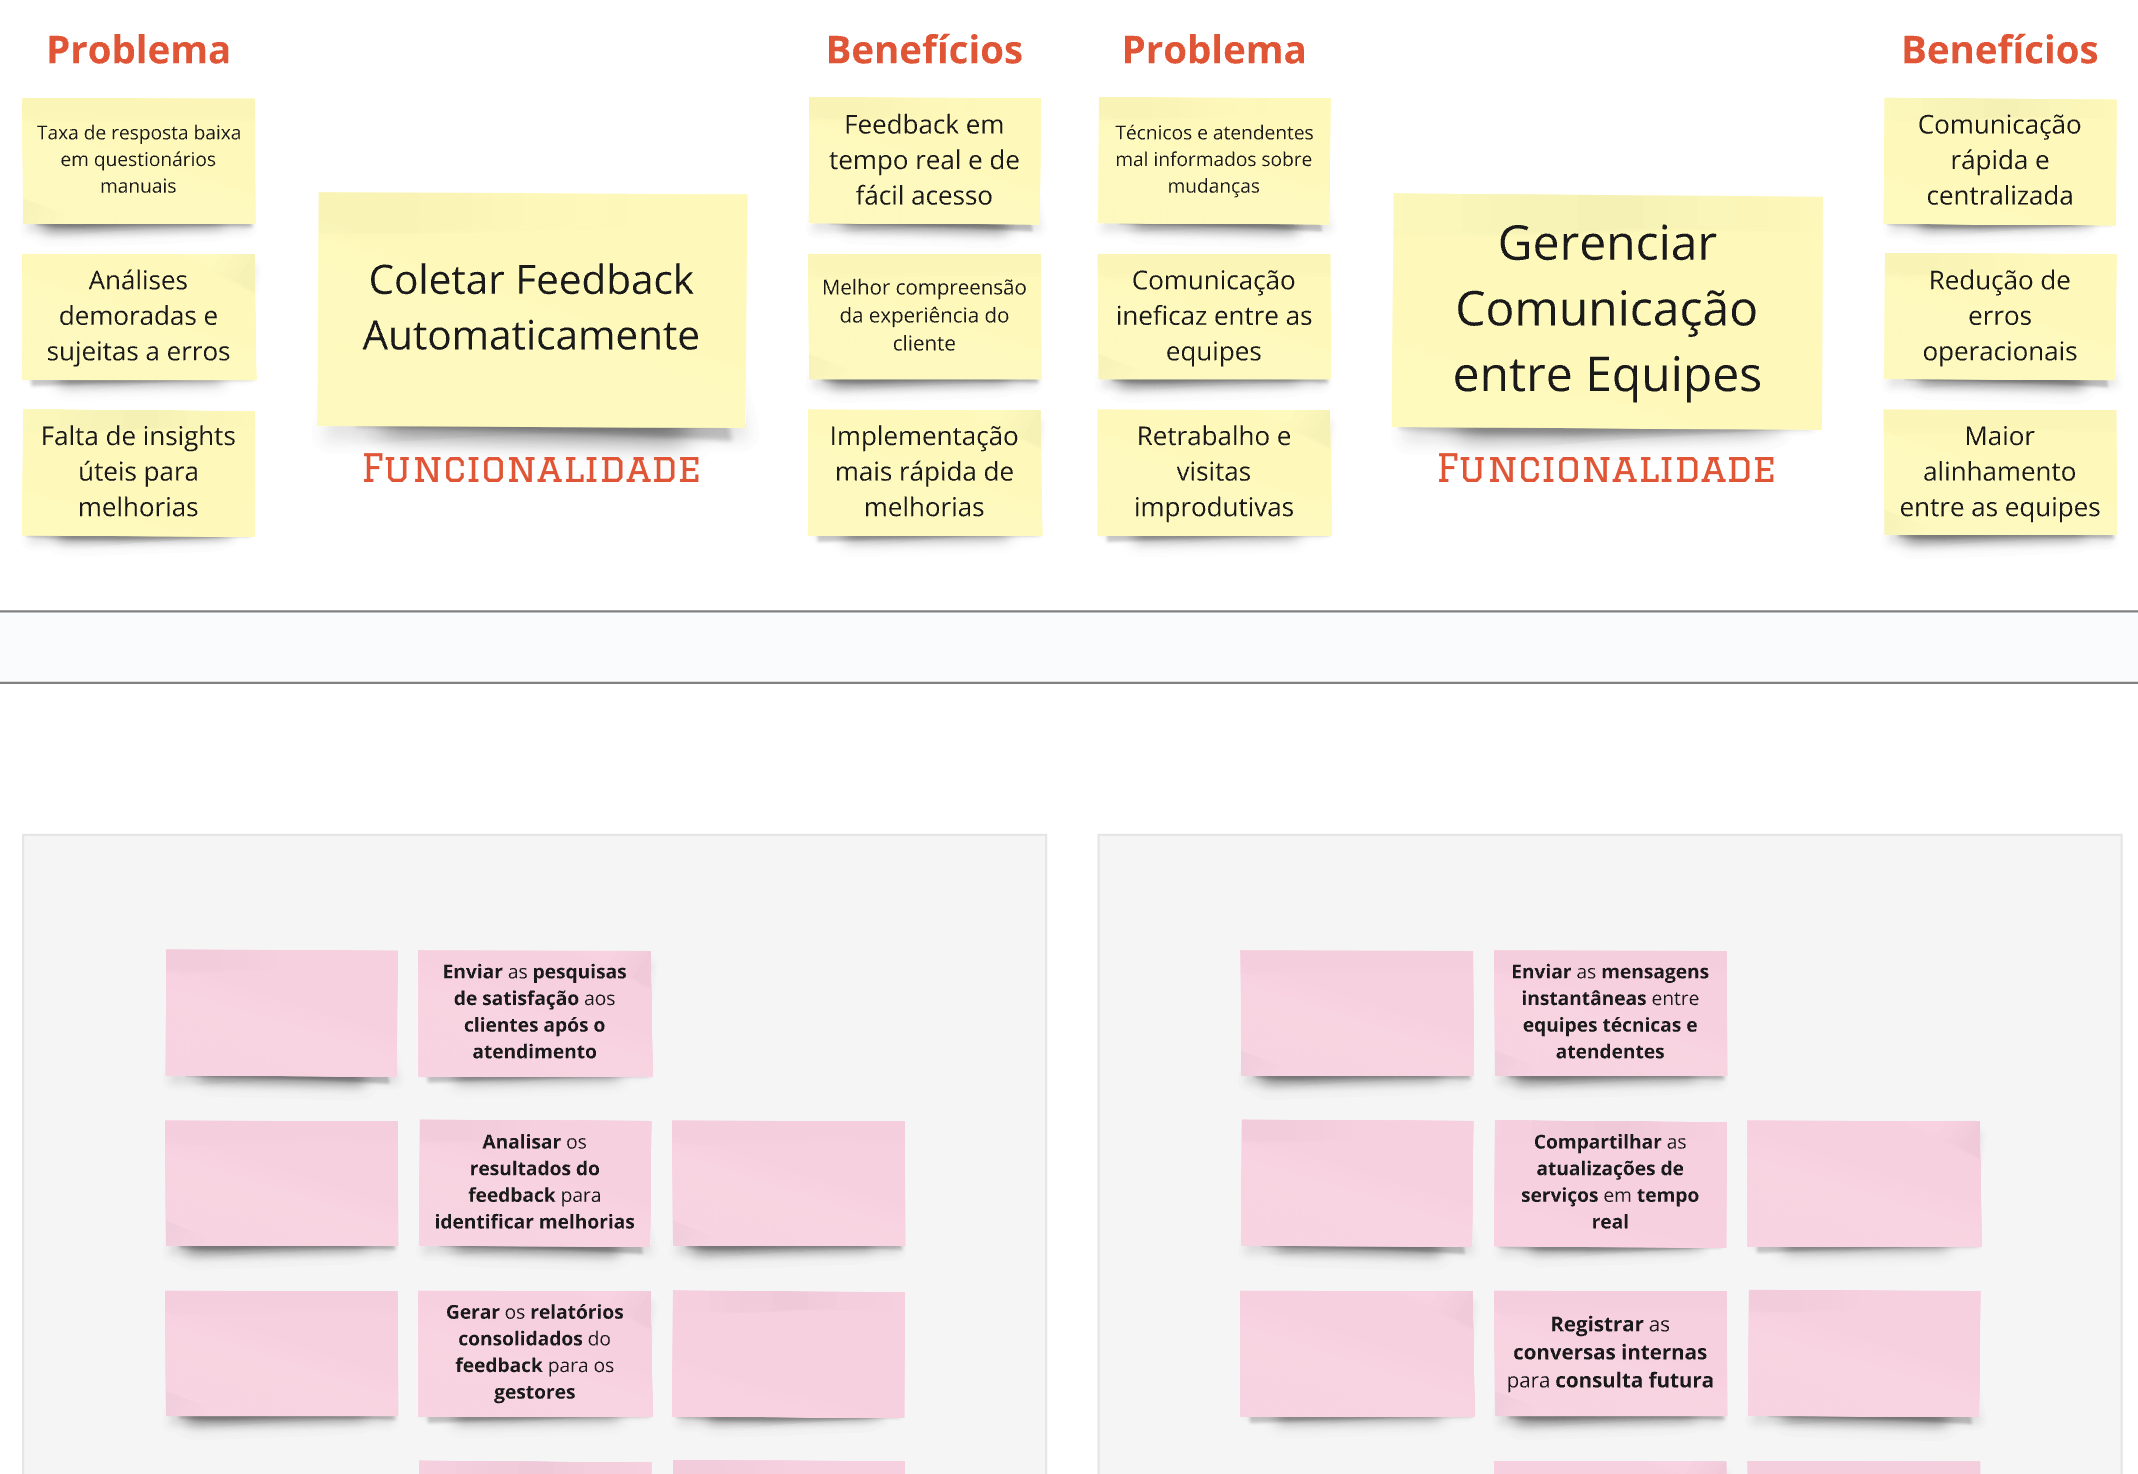 Problema
Taxa de resposta baixa
em questionários
manuais
Análises
demoradas e
sujeitas a erros
Falta de insights
úteis para
melhorias
Coletar Feedback
Automaticamente
FUNCIONALIDADE
Benefícios
Feedback em
tempo real e de
fácil acesso
Melhor compreensão
da experiência do
cliente
Implementação
mais rápida de
melhorias
Problema
Técnicos e atendentes
mal informados sobre
mudanças
Comunicação
ineficaz entre as
equipes
Retrabalho e
visitas
improdutivas
Gerenciar
Comunicação
entre Equipes
FUNCIONALIDADE
Benefícios
Comunicação
rápida e
centralizada
Redução de
erros
operacionais
Maior
alinhamento
entre as equipes
Enviar as pesquisas
de satisfação aos
clientes após o
atendimento
Analisar os
resultados do
feedback para
identificar melhorias
Gerar os relatórios
consolidados do
feedback para os
gestores
Enviar as mensagens
instantâneas entre
equipes técnicas e
atendentes
Compartilhar as
atualizações de
serviços em tempo
real
Registrar as
conversas internas
para consulta futura